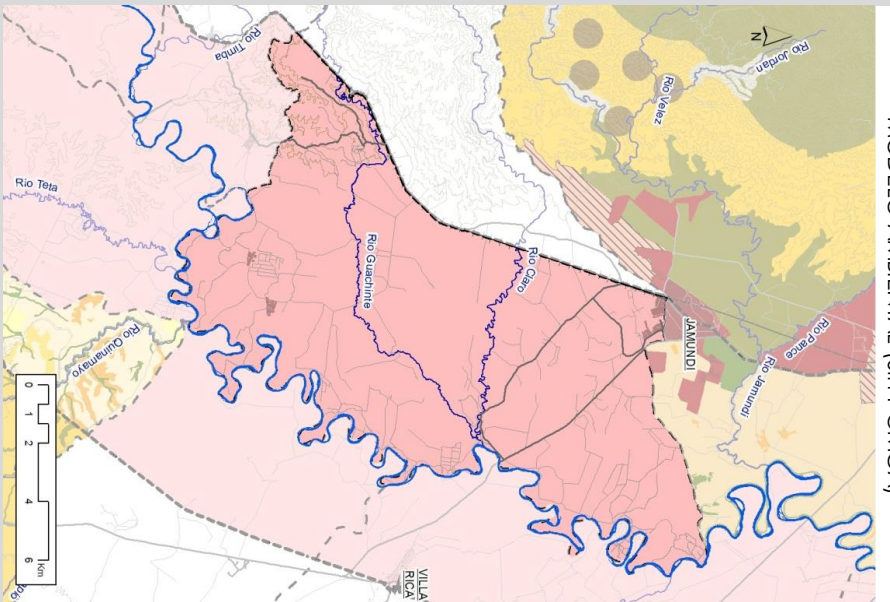 Rio Timba
Rio Teta
Rio Guachinte
Rio Claro
Rio Quinamayo
Rio Velez
Rio Jordan
N
JAMUNDI
Rio Pance
Rio Jamundi
VILLA
RICA
0 1 2 4 6 Km